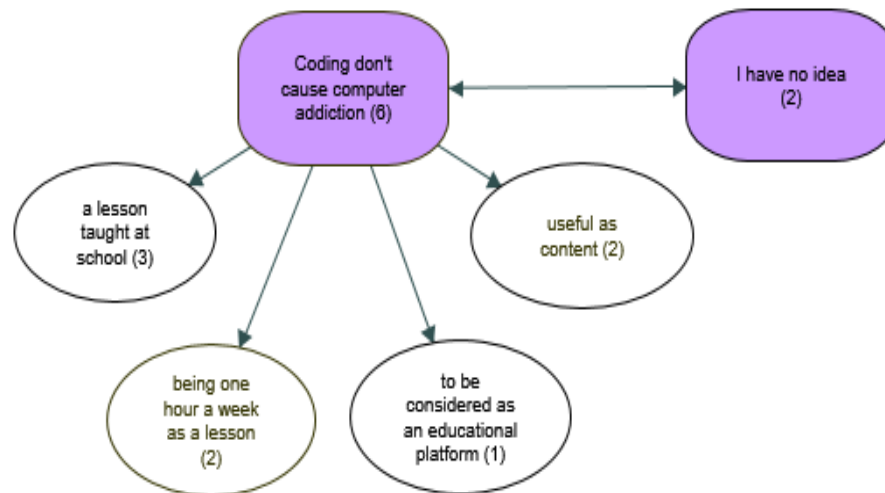 Coding don't
cause computer
addiction (6)
I have no idea
(2)
a lesson
taught at
school (3)
useful as
content (2)
being one
hour a week
as a lesson
(2)
to be
considered as
an educational
platform (1)